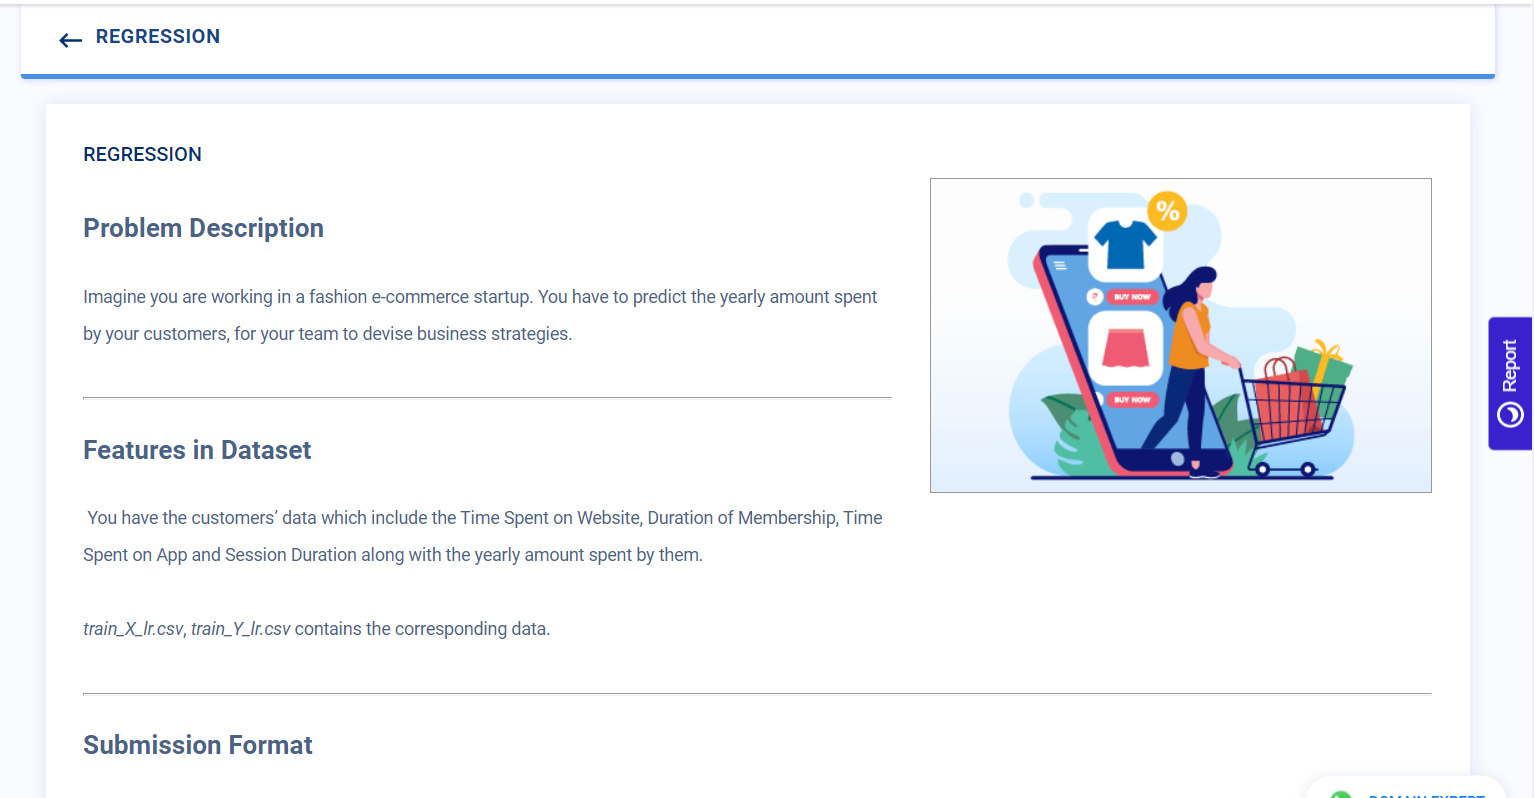 REGRESSION
REGRESSION
Problem Description
Imagine you are working in a fashion e-commerce startup. You have to predict the yearly amount spent
by your customers, for your team to devise business strategies.
%
BUY NOW
BUY NOW
Report
Features in Dataset
You have the customers’ data which include the Time Spent on Website, Duration of Membership, Time
Spent on App and Session Duration along with the yearly amount spent by them.
train_X_lr.csv, train_Y_lr.csv contains the corresponding data.
Submission Format
DOMAIN EXPERT